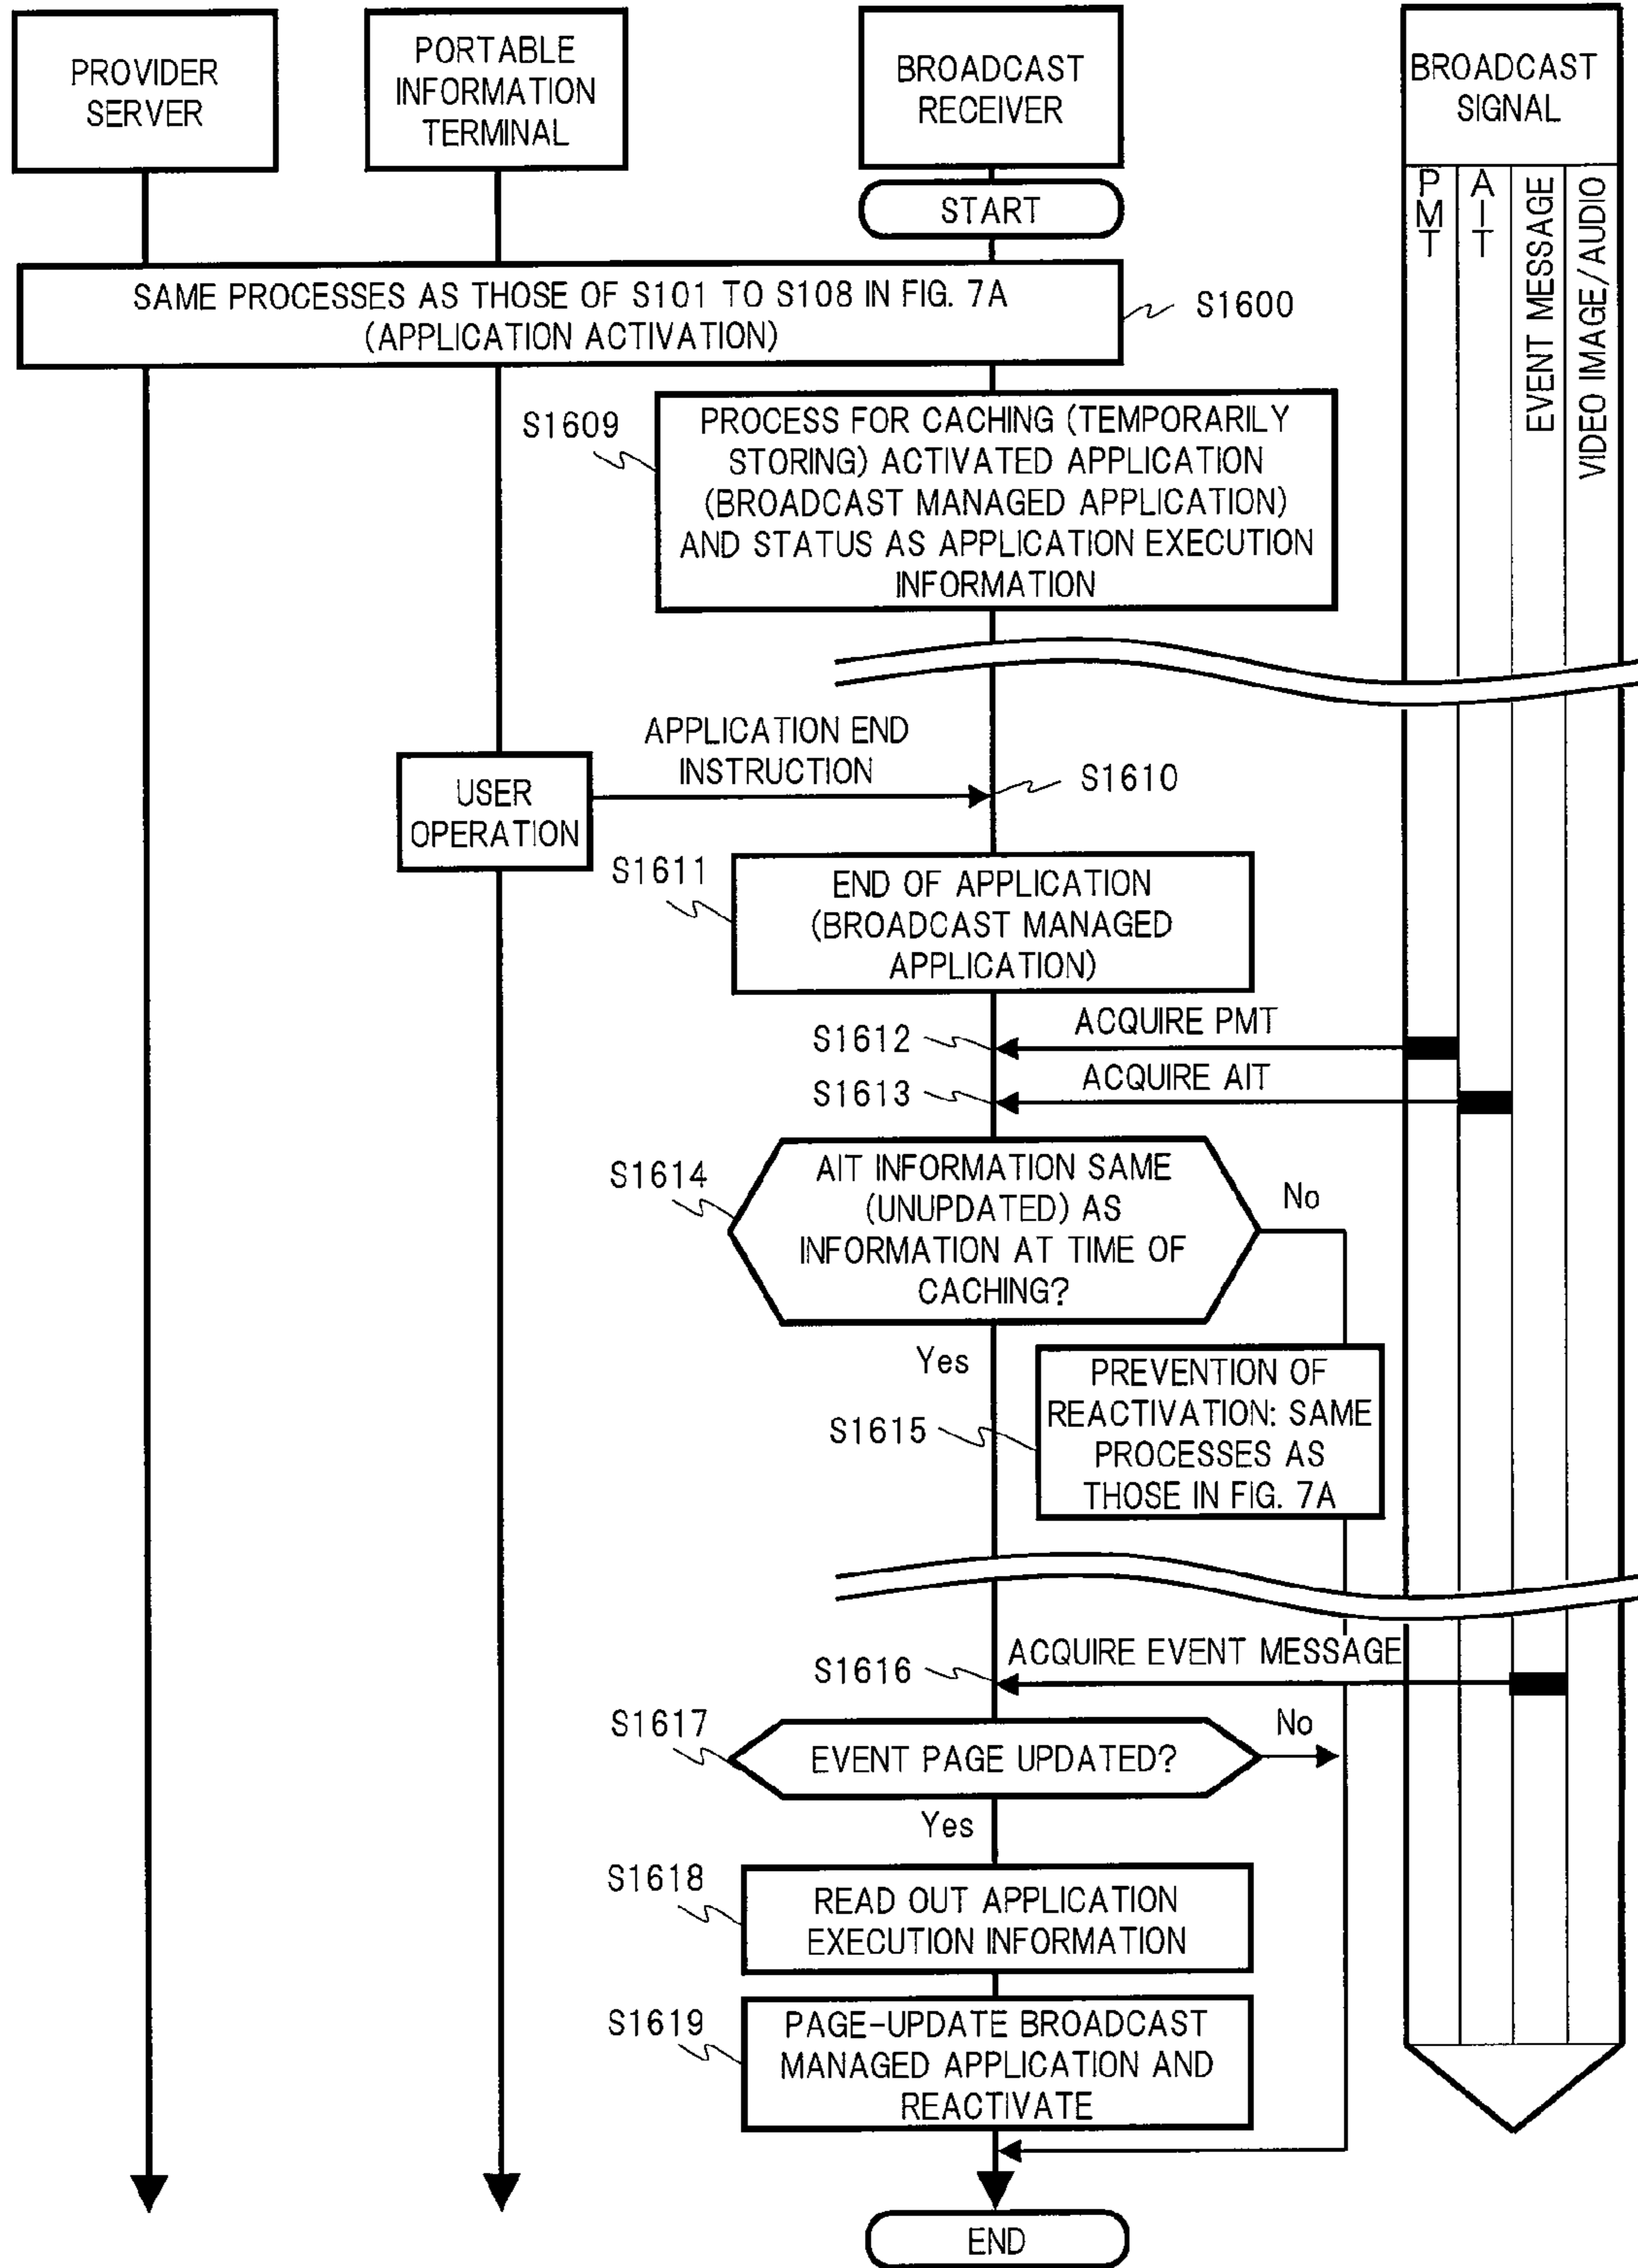 PROVIDER
SERVER
PORTABLE
INFORMATION
TERMINAL
BROADCAST
RECEIVER
BROADCAST
SIGNAL
START
PMT
AIT
EVENT MESSAGE
VIDEO IMAGE/AUDIO
SAME PROCESSES AS THOSE OF S101 TO S108 IN FIG. 7A
(APPLICATION ACTIVATION)
S1600
S1609
PROCESS FOR CACHING (TEMPORARILY
STORING) ACTIVATED APPLICATION
(BROADCAST MANAGED APPLICATION)
AND STATUS AS APPLICATION EXECUTION
INFORMATION
APPLICATION END
INSTRUCTION
USER
OPERATION
S1610
S1611
END OF APPLICATION
(BROADCAST MANAGED
APPLICATION)
S1612
ACQUIRE PMT
S1613
ACQUIRE AIT
S1614
AIT INFORMATION SAME
(UNUPDATED) AS
INFORMATION AT TIME OF
CACHING?
No
Yes
S1615
PREVENTION OF
REACTIVATION: SAME
PROCESSES AS
THOSE IN FIG. 7A
S1616
ACQUIRE EVENT MESSAGE
S1617
EVENT PAGE UPDATED?
No
Yes
S1618
READ OUT APPLICATION
EXECUTION INFORMATION
S1619
PAGE-UPDATE BROADCAST
MANAGED APPLICATION AND
REACTIVATE
END